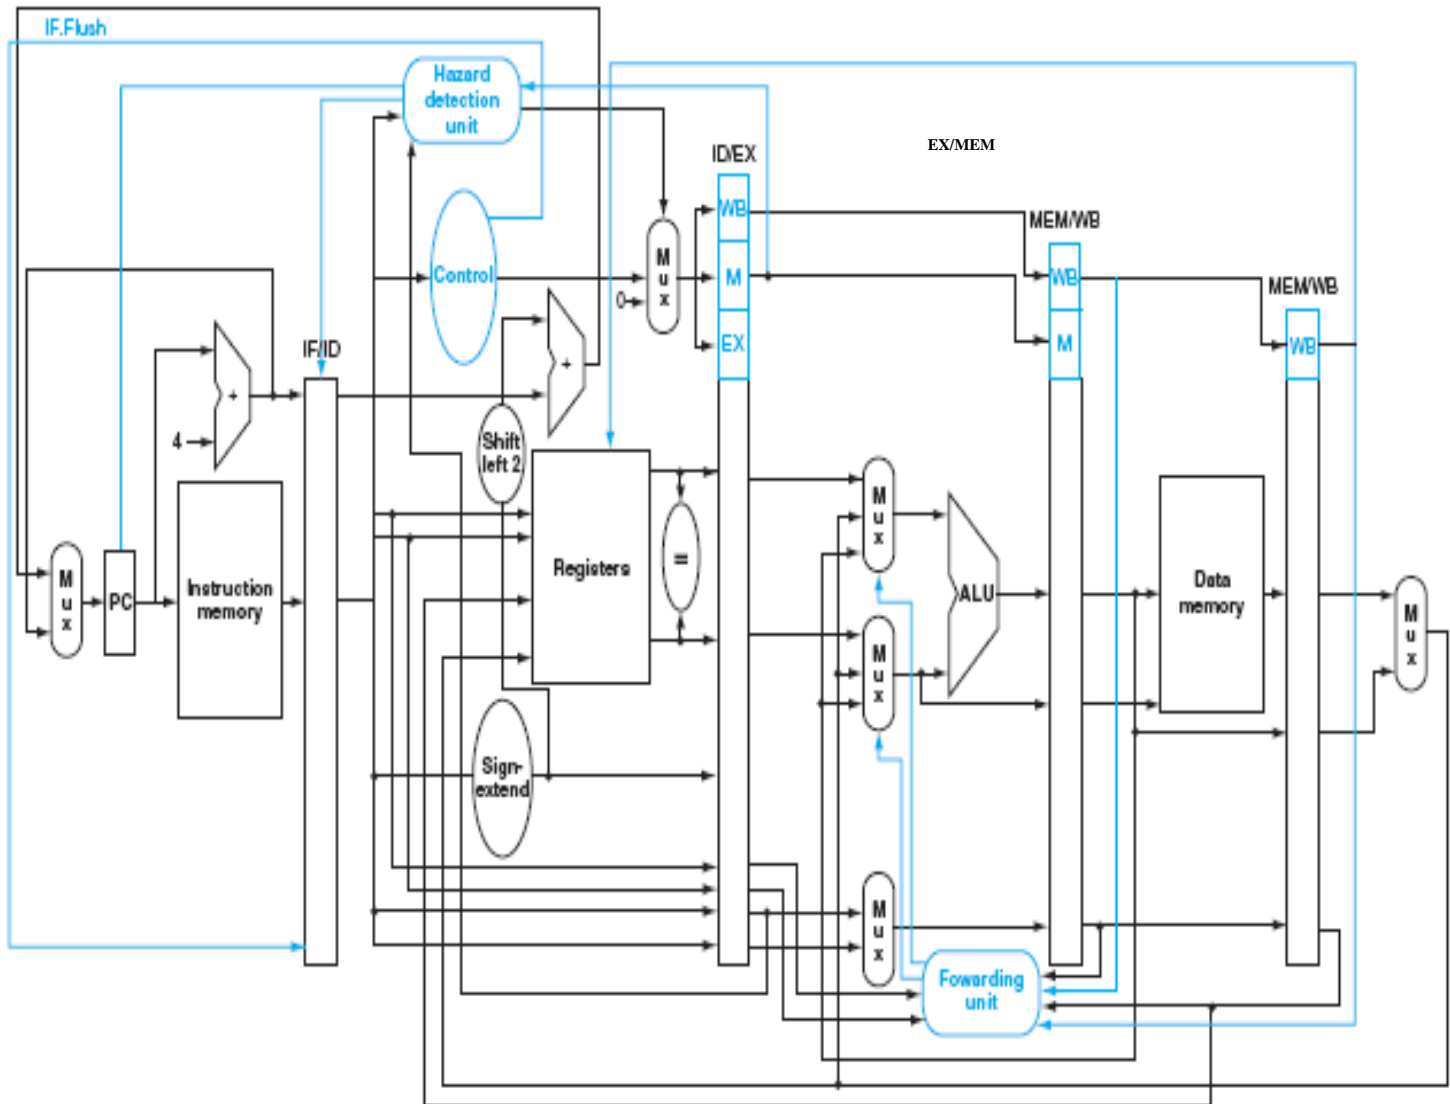 IF.Flush
Hazard
detection
unit
EX/MEM
ID/EX
WB
MEM/WB
M
u
x
Control
M
WB
MEM/WB
0
EX
M
WB
IF/ID
+
+
4
Shift
left 2
M
u
x
ALU
Data
memory
M
u
x
PC
Instruction
memory
Registers
=
M
u
x
M
u
x
Sign-
extend
M
u
x
Fowarding
unit